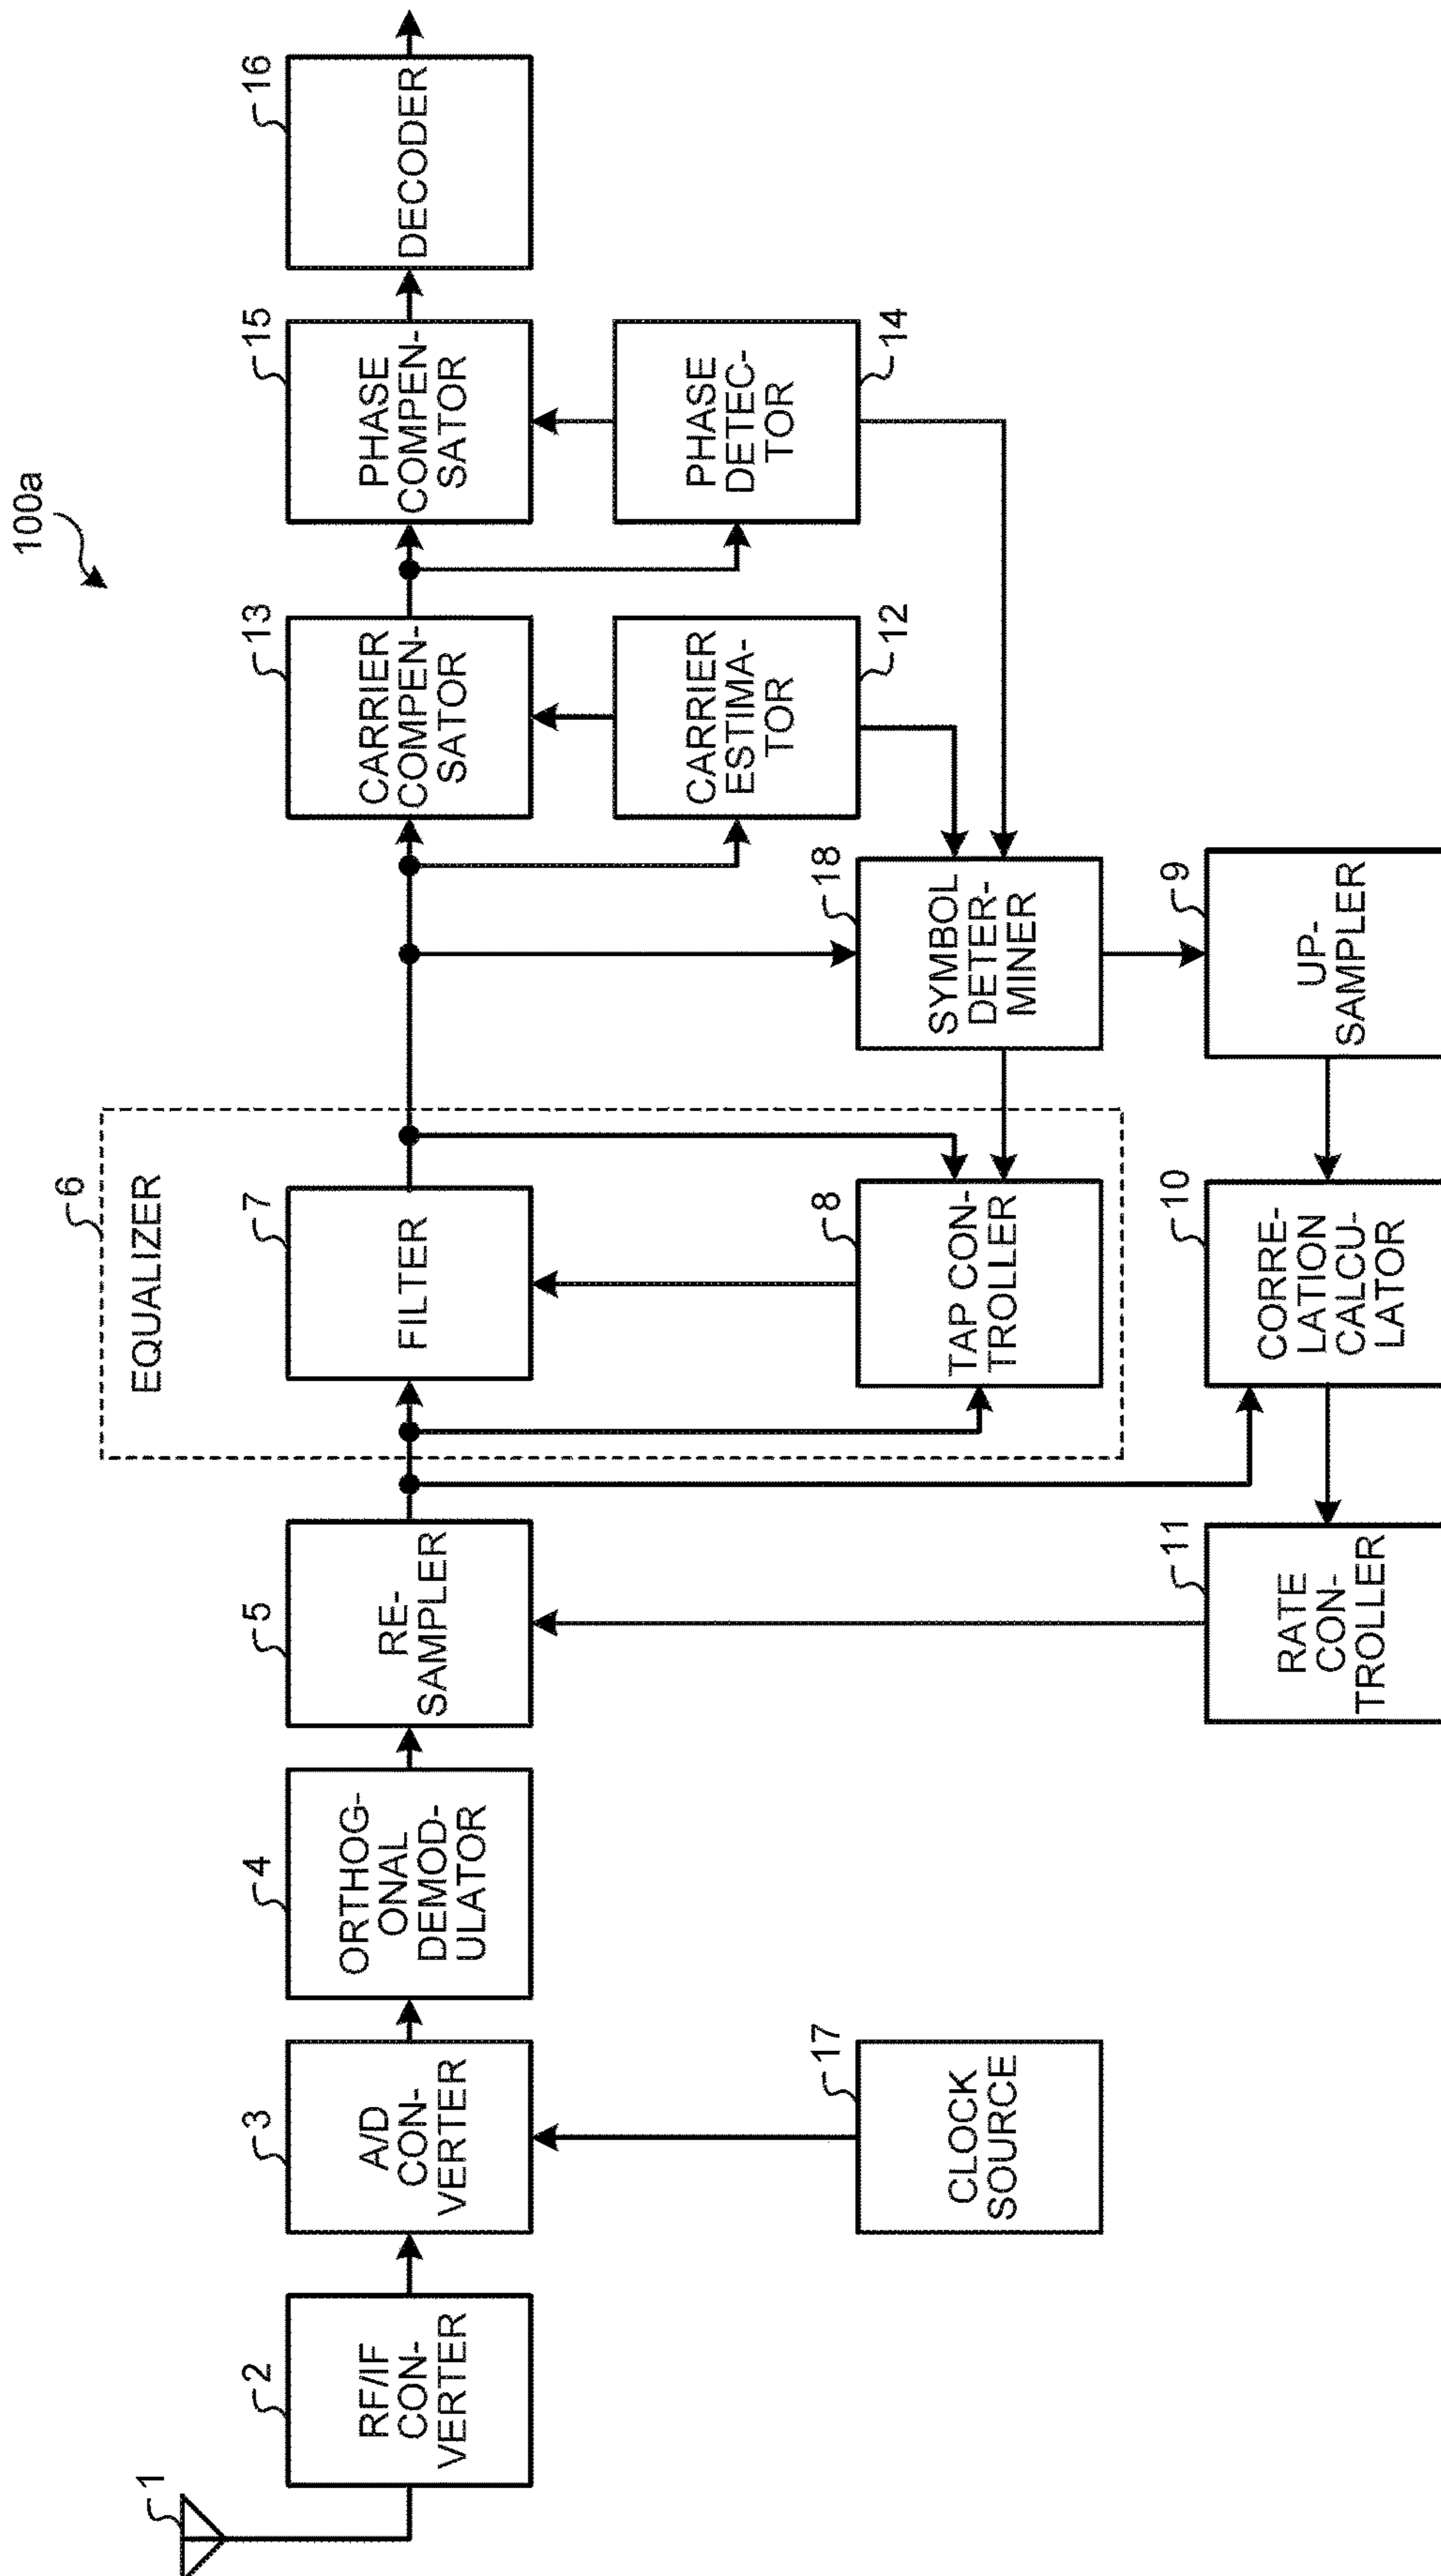 100a
1
2
RF/IF
CON-
VERTER
3
A/D
CON-
VERTER
4
ORTHOG-
ONAL
DEMOD-
ULATOR
5
RE-
SAMPLER
6
EQUALIZER
7
FILTER
13
CARRIER
COMPEN-
SATOR
15
PHASE
COMPEN-
SATOR
16
DECODER
12
CARRIER
ESTIMA-
TOR
14
PHASE
DETEC-
TOR
17
CLOCK
SOURCE
8
TAP CON-
TROLLER
18
SYMBOL
DETER-
MINER
11
RATE
CON-
TROLLER
10
CORRE-
LATION
CALCU-
LATOR
9
UP-
SAMPLER